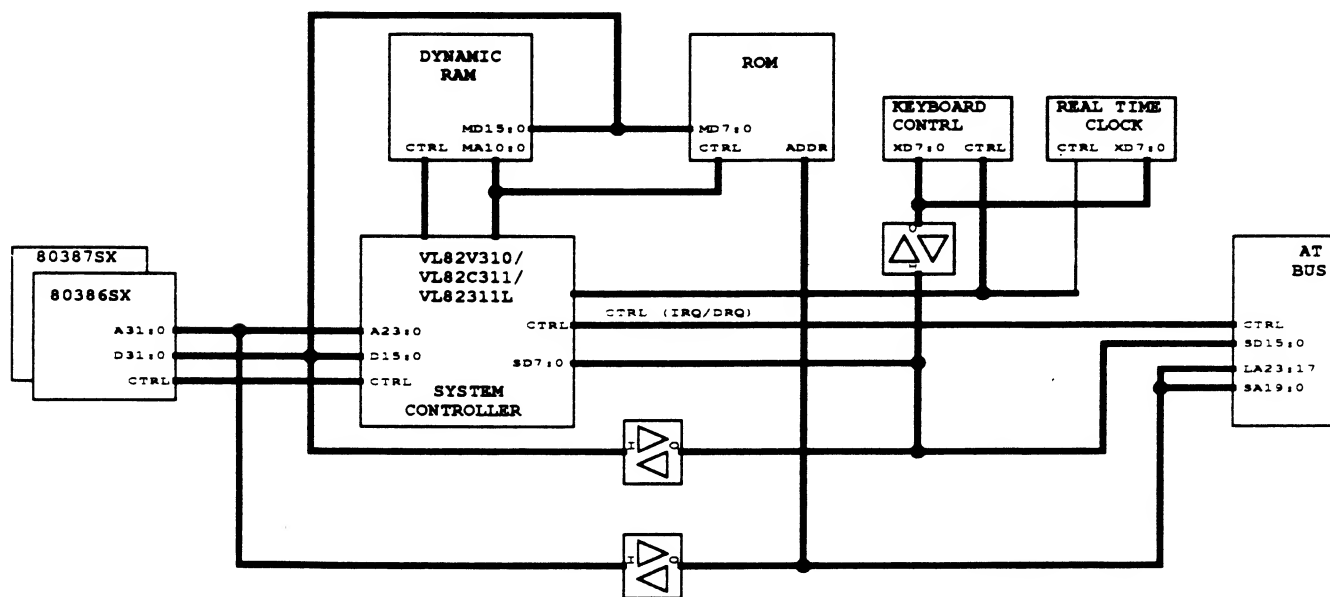 DYNAMIC
RAM
MD15:0
CTRL MA10:0
ROM
MD7:0
CTRL ADDR
KEYBOARD
CONTRL
XD7:0 CTRL
REAL TIME
CLOCK
CTRL XD7:0
80387SX
80386SX
A31:0
D31:0
CTRL
VL82V310/
VL82C311/
VL82311L
A23:0
CTRL
D15:0
SD7:0
CTRL
SYSTEM
CONTROLLER
CTRL (IRQ/DRQ)
I O
I O
I O
AT
BUS
CTRL
SD15:0
LA23:17
SA19:0